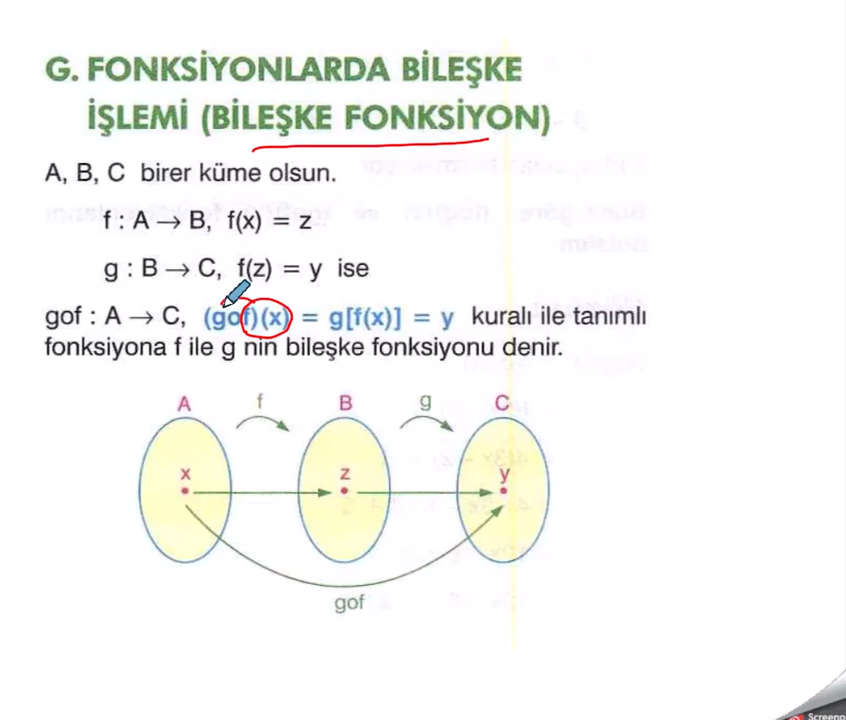 G. FONKSİYONLARDA BİLEŞKE
İŞLEMİ (BİLEŞKE FONKSİYON)
A, B, C birer küme olsun.
f : A → B, f(x) = z
g : B → C, f(z) = y ise
gof : A → C, (gof)(x) = g[f(x)] = y kuralı ile tanımlı
fonksiyona f ile g nin bileşke fonksiyonu denir.
A f B g C
x z y
gof